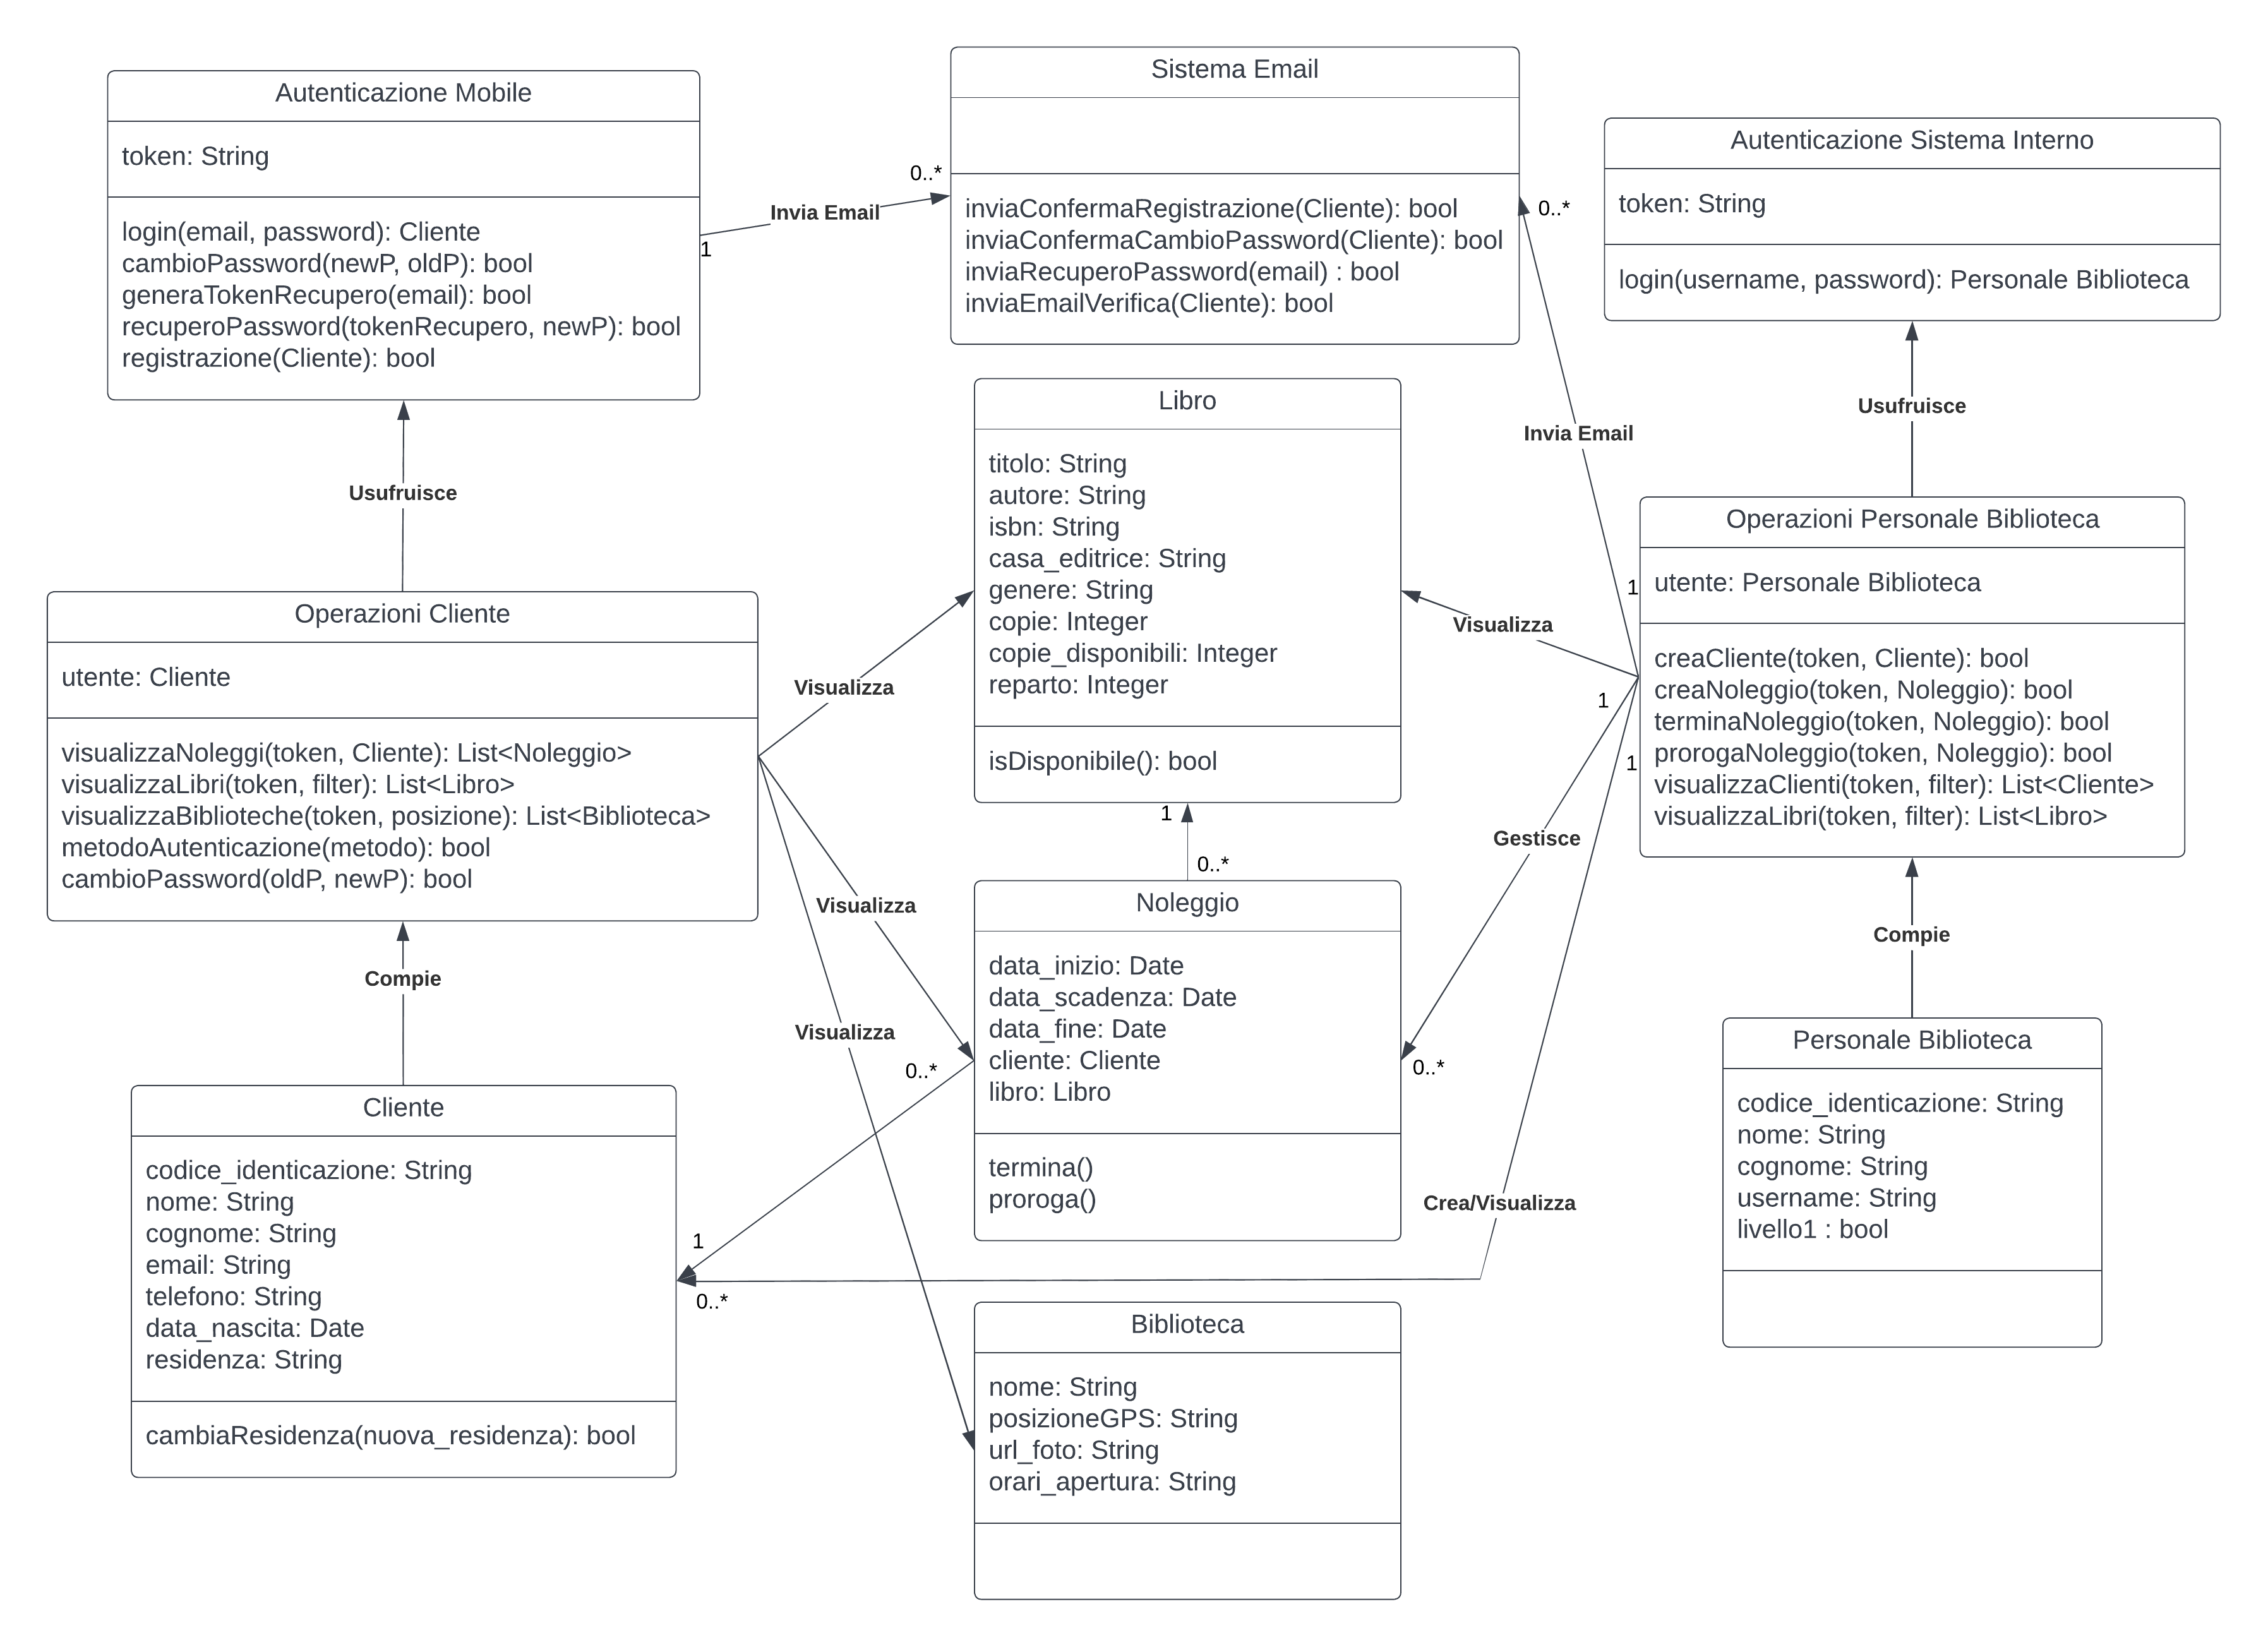 Autenticazione Mobile
token: String
login(email, password): Cliente
cambioPassword(newP, oldP): bool
generaTokenRecupero(email): bool
recuperoPassword(tokenRecupero, newP): bool
registrazione(Cliente): bool
1
Invia Email
0..*
Sistema Email
inviaConfermaRegistrazione(Cliente): bool
inviaConfermaCambioPassword(Cliente): bool
inviaRecuperoPassword(email) : bool
inviaEmailVerifica(Cliente): bool
0..*
Invia Email
1
Autenticazione Sistema Interno
token: String
login(username, password): Personale Biblioteca
Usufruisce
Usufruisce
Operazioni Cliente
utente: Cliente
visualizzaNoleggi(token, Cliente): List<Noleggio>
visualizzaLibri(token, filter): List<Libro>
visualizzaBiblioteche(token, posizione): List<Biblioteca>
metodoAutenticazione(metodo): bool
cambioPassword(oldP, newP): bool
Visualizza
Visualizza
Visualizza
Libro
titolo: String
autore: String
isbn: String
casa_editrice: String
genere: String
copie: Integer
copie_disponibili: Integer
reparto: Integer
isDisponibile(): bool
1
0..*
Visualizza
Operazioni Personale Biblioteca
utente: Personale Biblioteca
creaCliente(token, Cliente): bool
creaNoleggio(token, Noleggio): bool
terminaNoleggio(token, Noleggio): bool
prorogaNoleggio(token, Noleggio): bool
visualizzaClienti(token, filter): List<Cliente>
visualizzaLibri(token, filter): List<Libro>
1
1
Gestisce
0..*
Compie
Compie
Noleggio
data_inizio: Date
data_scadenza: Date
data_fine: Date
cliente: Cliente
libro: Libro
termina()
proroga()
0..*
1
Crea/Visualizza
0..*
Cliente
codice_identicazione: String
nome: String
cognome: String
email: String
telefono: String
data_nascita: Date
residenza: String
cambiaResidenza(nuova_residenza): bool
Biblioteca
nome: String
posizioneGPS: String
url_foto: String
orari_apertura: String
Personale Biblioteca
codice_identicazione: String
nome: String
cognome: String
username: String
livello1 : bool